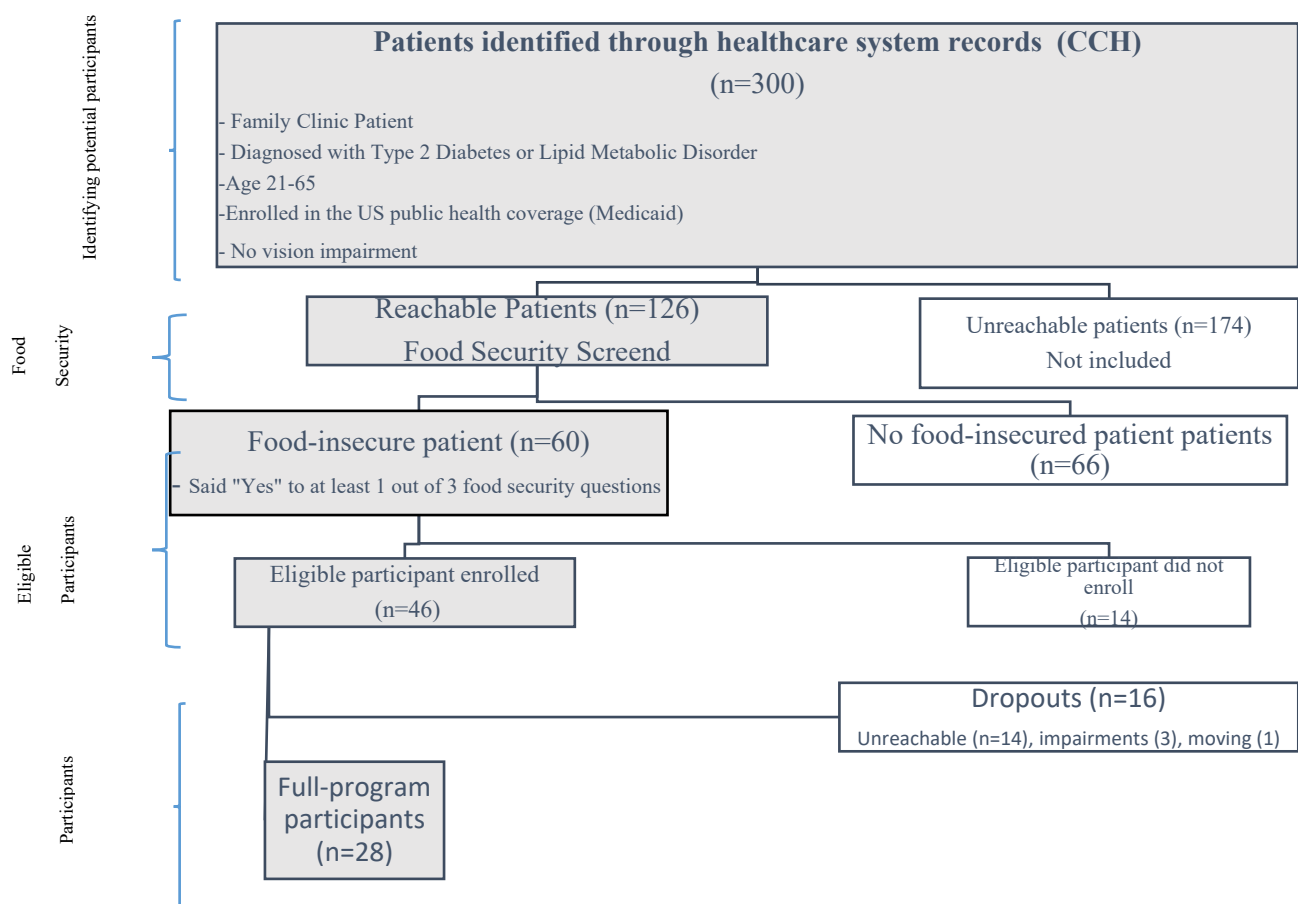 Identifying potential participants
Patients identified through healthcare system records (CCH)
(n=300)
- Family Clinic Patient
- Diagnosed with Type 2 Diabetes or Lipid Metabolic Disorder
-Age 21-65
-Enrolled in the US public health coverage (Medicaid)
- No vision impairment
Food
Security
Reachable Patients (n=126)
Food Security Screend
Unreachable patients (n=174)
Not included
Food-insecure patient (n=60)
- Said "Yes" to at least 1 out of 3 food security questions
No food-insecured patient patients
(n=66)
Eligible
Participants
Eligible participant enrolled
(n=46)
Eligible participant did not
enroll
(n=14)
Dropouts (n=16)
Unreachable (n=14), impairments (3), moving (1)
Participants
Full-program
participants
(n=28)